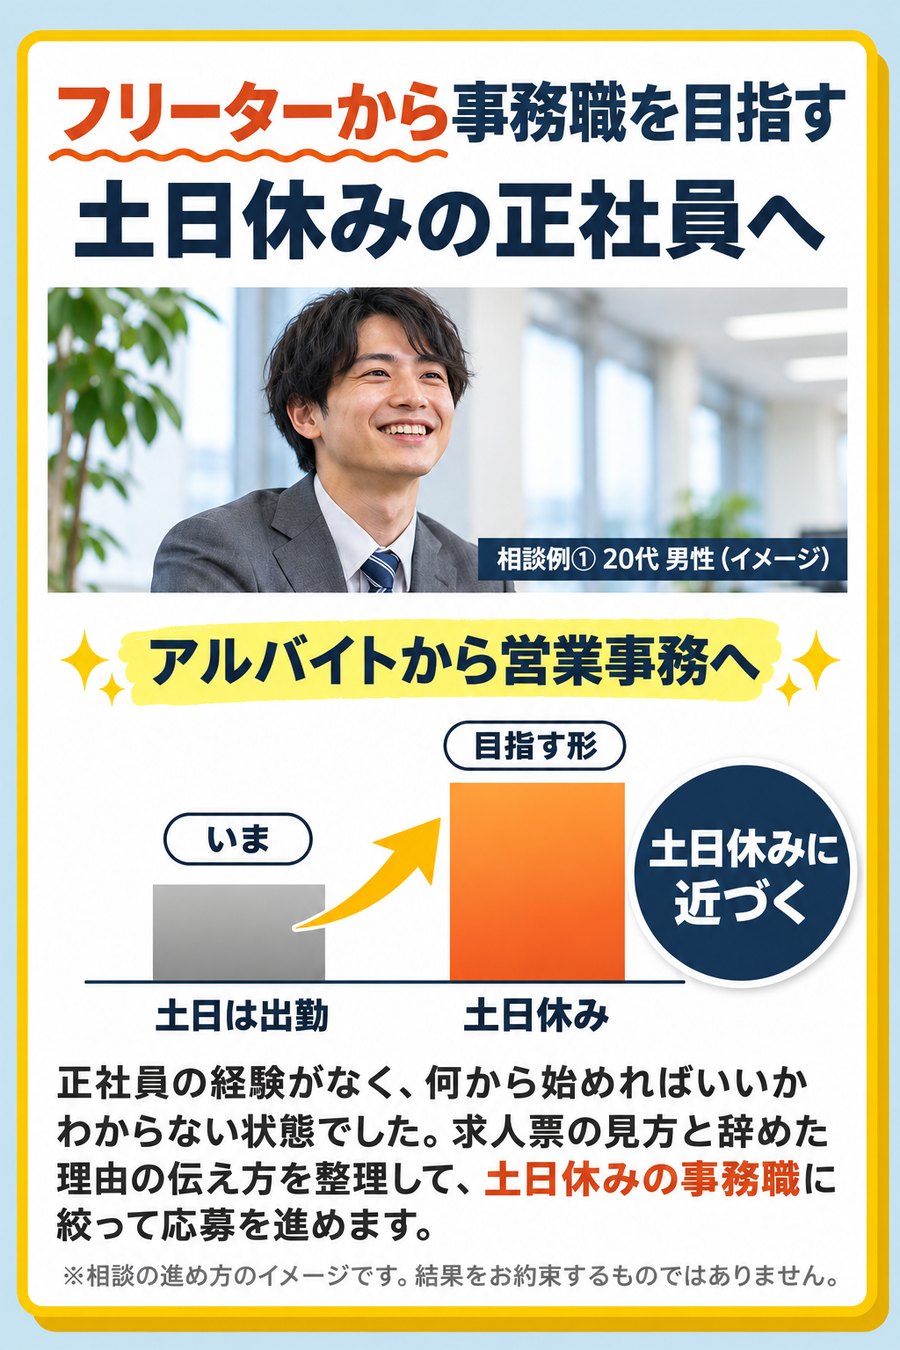 フリーターから事務職を目指す
土日休みの正社員へ
相談例① 20代 男性(イメージ)
アルバイトから営業事務へ
目指す形
いま
土日休みに
近づく
土日は出勤
土日休み
正社員の経験がなく、何から始めればいいか
わからない状態でした。求人票の見方と辞めた
理由の伝え方を整理して、土日休みの事務職に
絞って応募を進めます。
※相談の進め方のイメージです。結果をお約束するものではありません。